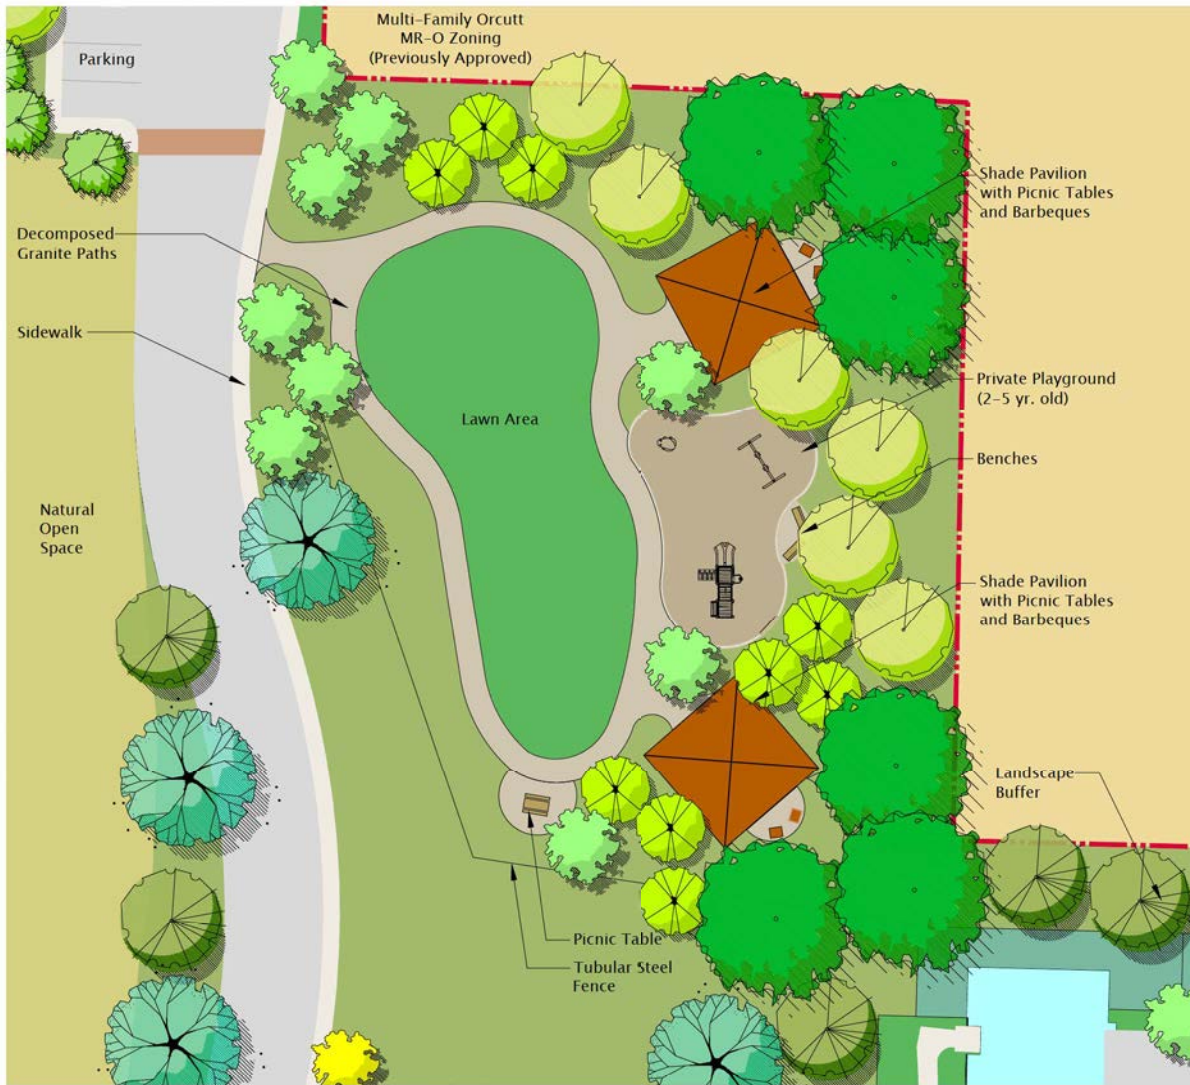 Multi-Family Orcutt
MR-O Zoning
(Previously Approved)
Parking
Shade Pavilion
with Picnic Tables
and Barbeques
Decomposed
Granite Paths
Sidewalk
Private Playground
(2-5 yr. old)
Lawn Area
Benches
Natural
Open
Space
Shade Pavilion
with Picnic Tables
and Barbeques
Landscape
Buffer
Picnic Table
Tubular Steel
Fence